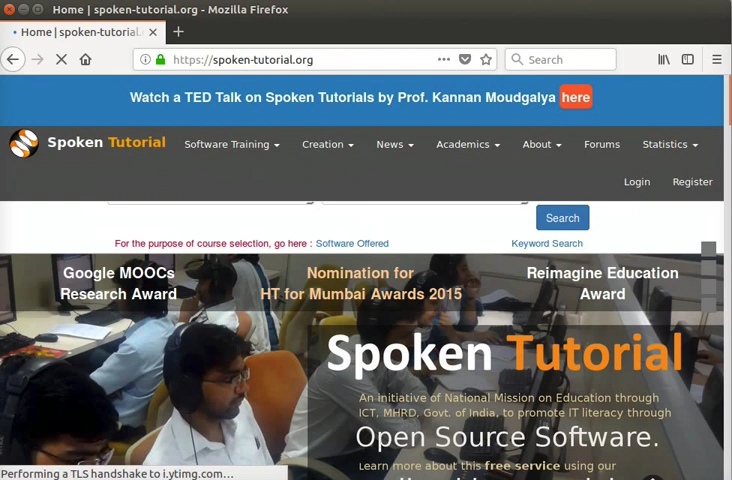 Home | spoken-tutorial.org - Mozilla Firefox
Home | spoken-tutorial.
https://spoken-tutorial.org
Search
Watch a TED Talk on Spoken Tutorials by Prof. Kannan Moudgalya here
Spoken Tutorial
Software Training
Creation
News
Academics
About
Forums
Statistics
Login
Register
Search
For the purpose of course selection, go here : Software Offered
Keyword Search
Google MOOCs
Research Award
Nomination for
HT for Mumbai Awards 2015
Reimagine Education
Award
Spoken Tutorial
An initiative of National Mission on Education through
ICT, MHRD, Govt. of India, to promote IT literacy through
Open Source Software.
Learn more about this free service using our
Performing a TLS handshake to i.ytimg.com...